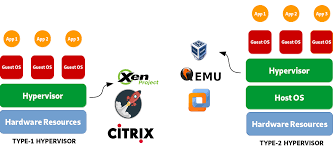 App 1
App 2
App 3
Guest OS
Guest OS
Guest OS
Hypervisor
Hardware Resources
TYPE-1 HYPERVISOR
Xen
Project
CİTRIX
QEMU
App 1
App 2
App 3
Guest OS
Guest OS
Guest OS
Hypervisor
Host OS
Hardware Resources
TYPE-2 HYPERVISOR